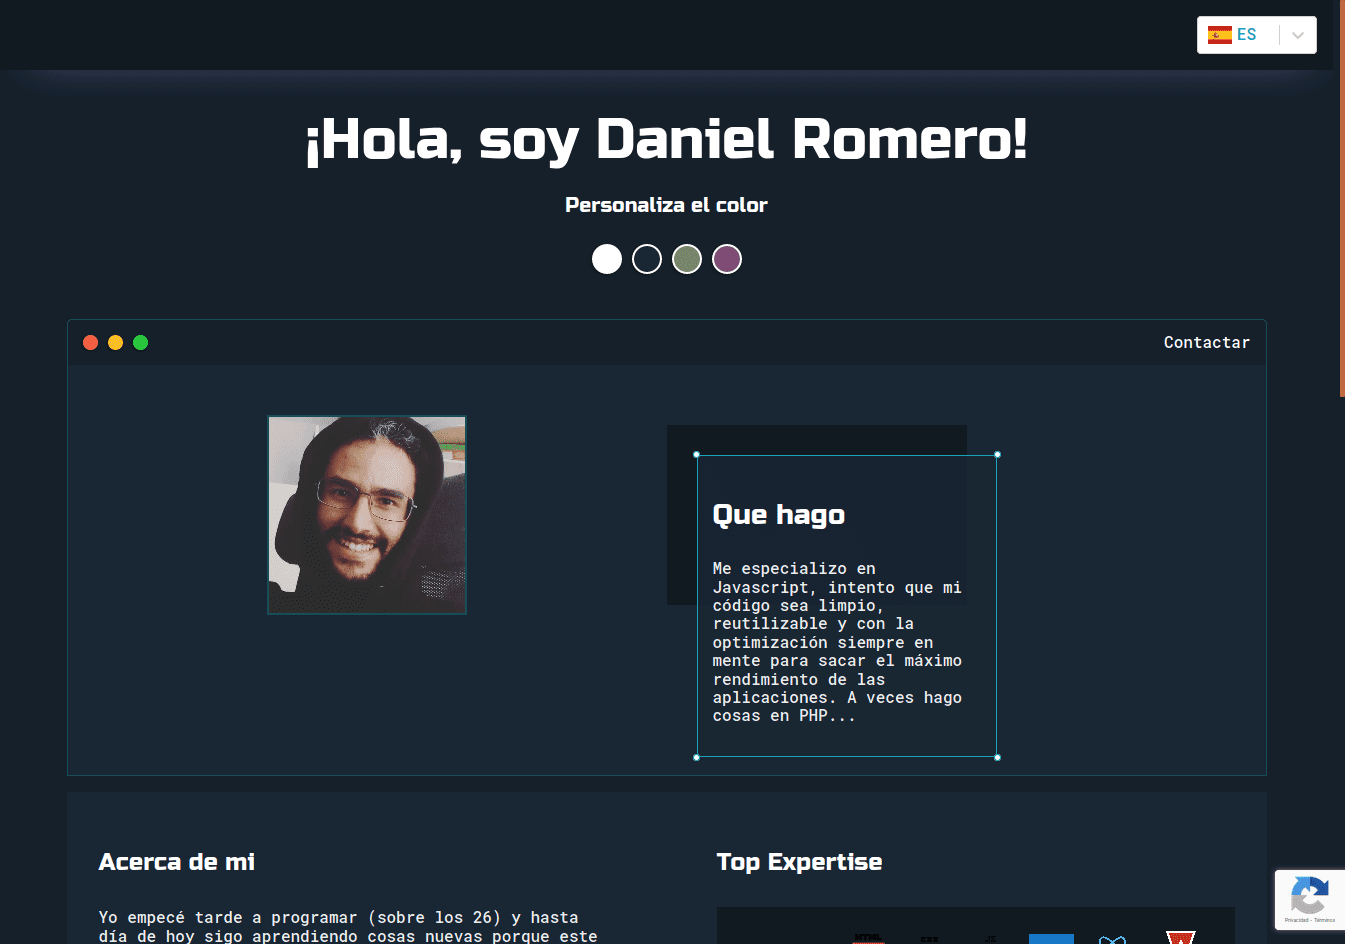 ES
¡Hola, soy Daniel Romero!
Personaliza el color
Contactar
Que hago
Me especializo en
Javascript, intento que mi
código sea limpio,
reutilizable y con la
optimización siempre en
mente para sacar el máximo
rendimiento de las
aplicaciones. A veces hago
cosas en PHP...
Acerca de mi
Yo empecé tarde a programar (sobre los 26) y hasta
día de hoy sigo aprendiendo cosas nuevas porque este
Top Expertise
HTML
JS
Privacidad - Términos